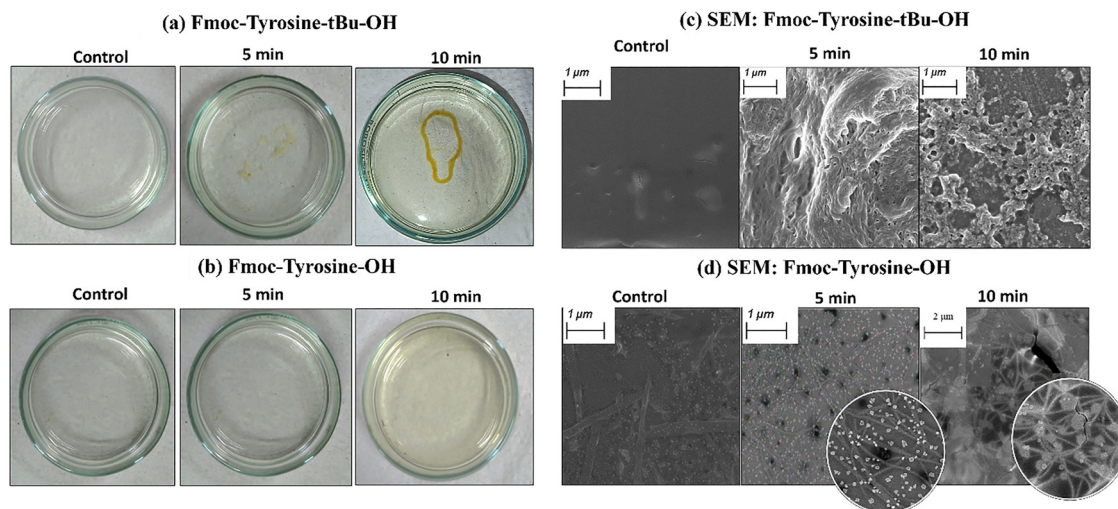 (a) Fmoc-Tyrosine-tBu-OH
Control
5 min
10 min
(b) Fmoc-Tyrosine-OH
Control
5 min
10 min
(c) SEM: Fmoc-Tyrosine-tBu-OH
Control
5 min
10 min
1 μm
1 μm
1 μm
(d) SEM: Fmoc-Tyrosine-OH
Control
5 min
10 min
1 μm
1 μm
2 μm